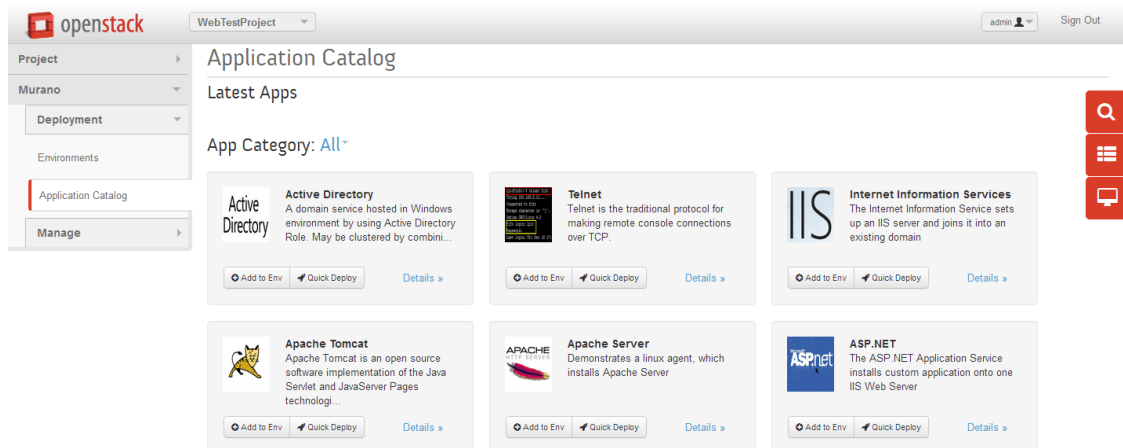 openstack
WebTestProject
admin
Sign Out
Project
Murano
Deployment
Environments
Application Catalog
Manage
Application Catalog
Latest Apps
App Category: All
Active Directory
Active Directory
A domain service hosted in Windows
environment by using Active Directory
Role. May be clustered by combini...
Add to Env
Quick Deploy
Details »
Telnet
Telnet is the traditional protocol for
making remote console connections
over TCP.
Add to Env
Quick Deploy
Details »
IIS
Internet Information Services
The Internet Information Service sets
up an IIS server and joins it into an
existing domain
Add to Env
Quick Deploy
Details »
Apache Tomcat
Apache Tomcat is an open source
software implementation of the Java
Servlet and JavaServer Pages
technologi...
Add to Env
Quick Deploy
Details »
APACHE
HTTP SERVER
Apache Server
Demonstrates a linux agent, which
installs Apache Server
Add to Env
Quick Deploy
Details »
Microsoft
ASP.net
ASP.NET
The ASP.NET Application Service
installs custom application onto one
IIS Web Server
Add to Env
Quick Deploy
Details »